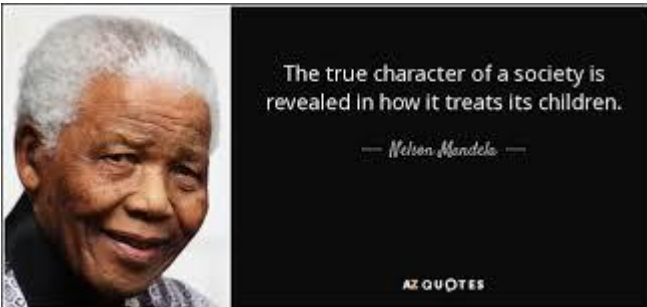 The true character of a society is
revealed in how it treats its children.
— Nelson Mandela —
AZ QUOTES